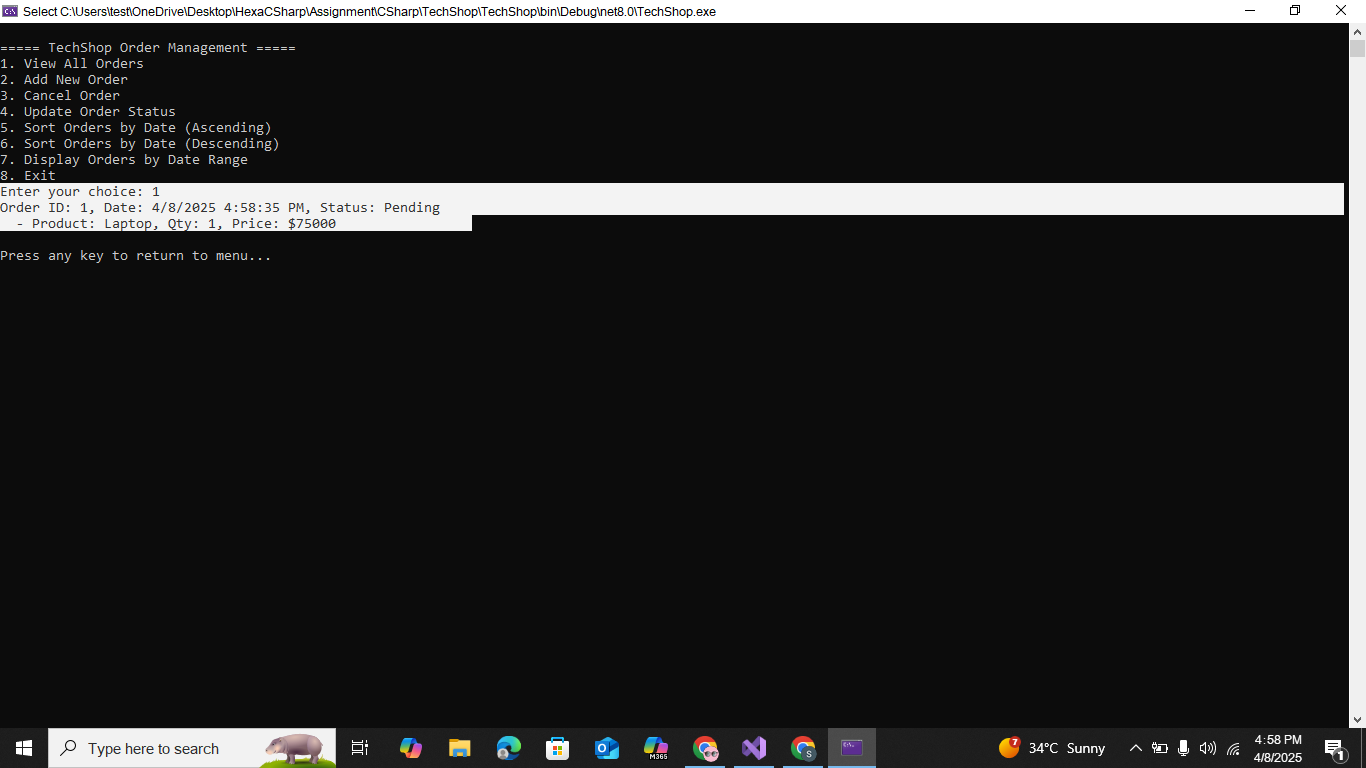 Select C:\Users\test\OneDrive\Desktop\HexaCSharp\Assignment\CSharp\TechShop\TechShop\bin\Debug\net8.0\TechShop.exe
===== TechShop Order Management =====
1. View All Orders
2. Add New Order
3. Cancel Order
4. Update Order Status
5. Sort Orders by Date (Ascending)
6. Sort Orders by Date (Descending)
7. Display Orders by Date Range
8. Exit
Enter your choice: 1
Order ID: 1, Date: 4/8/2025 4:58:35 PM, Status: Pending
  - Product: Laptop, Qty: 1, Price: $75000
Press any key to return to menu...
Type here to search
M365
S
7
34°C Sunny
4:58 PM
4/8/2025
1